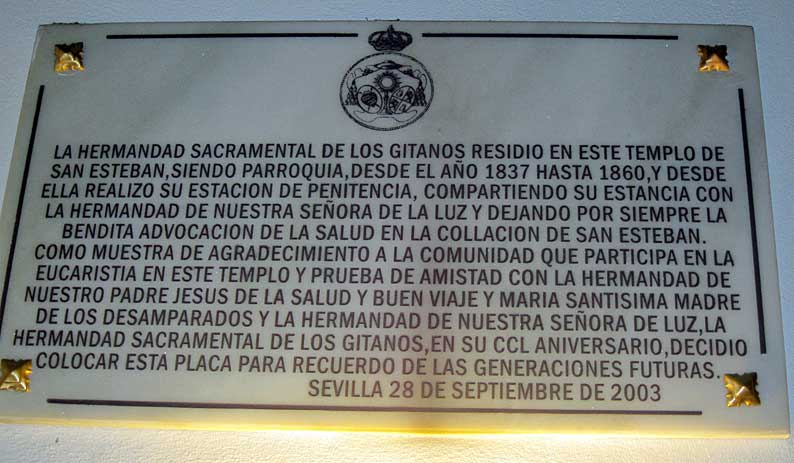 LA HERMANDAD SACRAMENTAL DE LOS GITANOS RESIDIO EN ESTE TEMPLO DE
SAN ESTEBAN,SIENDO PARROQUIA,DESDE EL AÑO 1837 HASTA 1860,Y DESDE
ELLA REALIZO SU ESTACION DE PENITENCIA, COMPARTIENDO SU ESTANCIA CON
LA HERMANDAD DE NUESTRA SEÑORA DE LA LUZ Y DEJANDO POR SIEMPRE LA
BENDITA ADVOCACION DE LA SALUD EN LA COLLACION DE SAN ESTEBAN.
COMO MUESTRA DE AGRADECIMIENTO A LA COMUNIDAD QUE PARTICIPA EN LA
EUCARISTIA EN ESTE TEMPLO Y PRUEBA DE AMISTAD CON LA HERMANDAD DE
NUESTRO PADRE JESUS DE LA SALUD Y BUEN VIAJE Y MARIA SANTISIMA MADRE
DE LOS DESAMPARADOS Y LA HERMANDAD DE NUESTRA SEÑORA DE LUZ,LA
HERMANDAD SACRAMENTAL DE LOS GITANOS,EN SU CCL ANIVERSARIO,DECIDIO
COLOCAR ESTA PLACA PARA RECUERDO DE LAS GENERACIONES FUTURAS.
SEVILLA 28 DE SEPTIEMBRE DE 2003